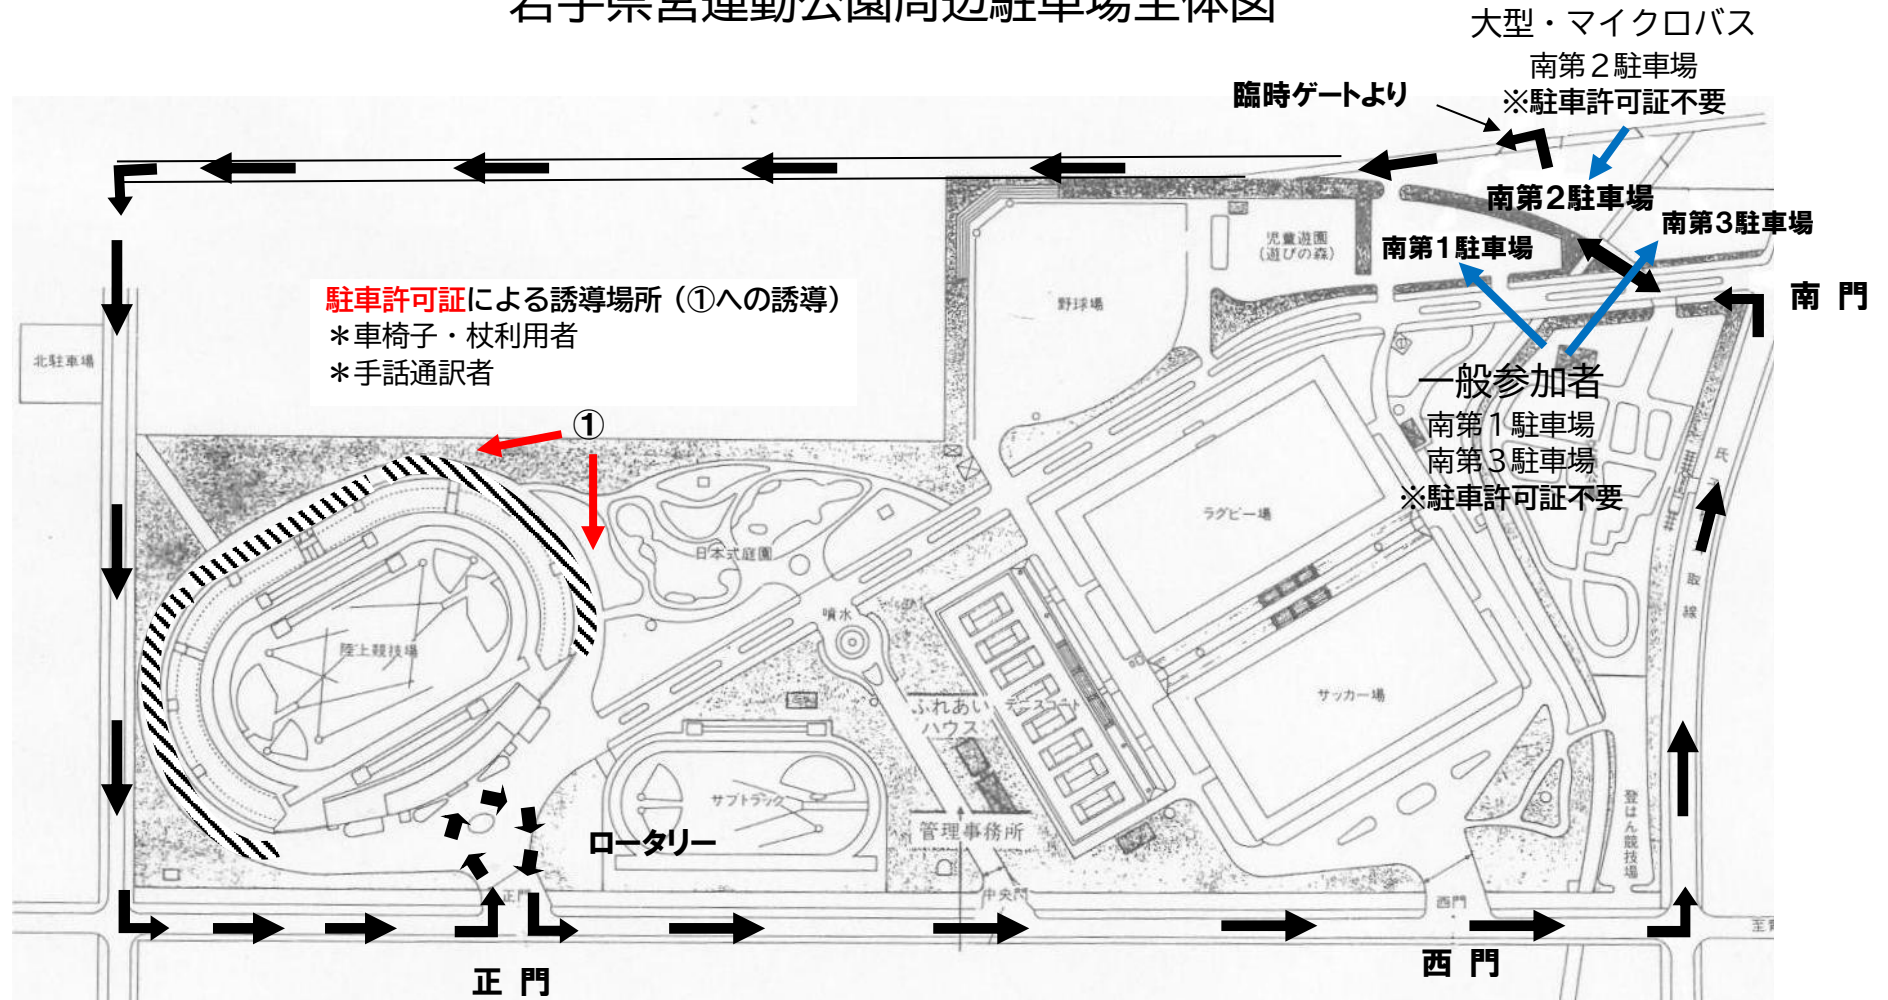 岩手県営運動公園周辺駐車場全体図
大型・マイクロバス
南第２駐車場
※駐車許可証不要
臨時ゲートより
南第２駐車場
南第３駐車場
南第１駐車場
児童遊園
(遊びの森)
野球場
南 門
駐車許可証による誘導場所（①への誘導）
＊車椅子・杖利用者
＊手話通訳者
北駐車場
①
一般参加者
南第１駐車場
南第３駐車場
※駐車許可証不要
ラグビー場
日本式庭園
取
線
噴水
陸上競技場
サッカー場
ふれあい
ハウス
テニスコート
サブトラック
ロータリー
管理事務所
登はん競技場
正門
中央門
西門
正 門
西 門